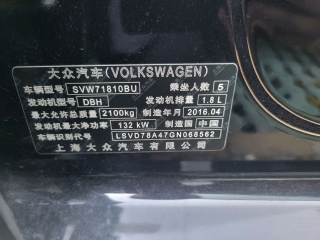 大众汽车(VOLKSWAGEN)
车辆型号 SVW71810BU 乘坐人数 5
发动机型号 DBH 发动机排量 1.8L
最大允许总质量 2100kg 制造年月 2016.04
发动机最大净功率 132 kW 制造国 中国
车辆识别代号 LSVD78A47GN068562
上海大众汽车有限公司